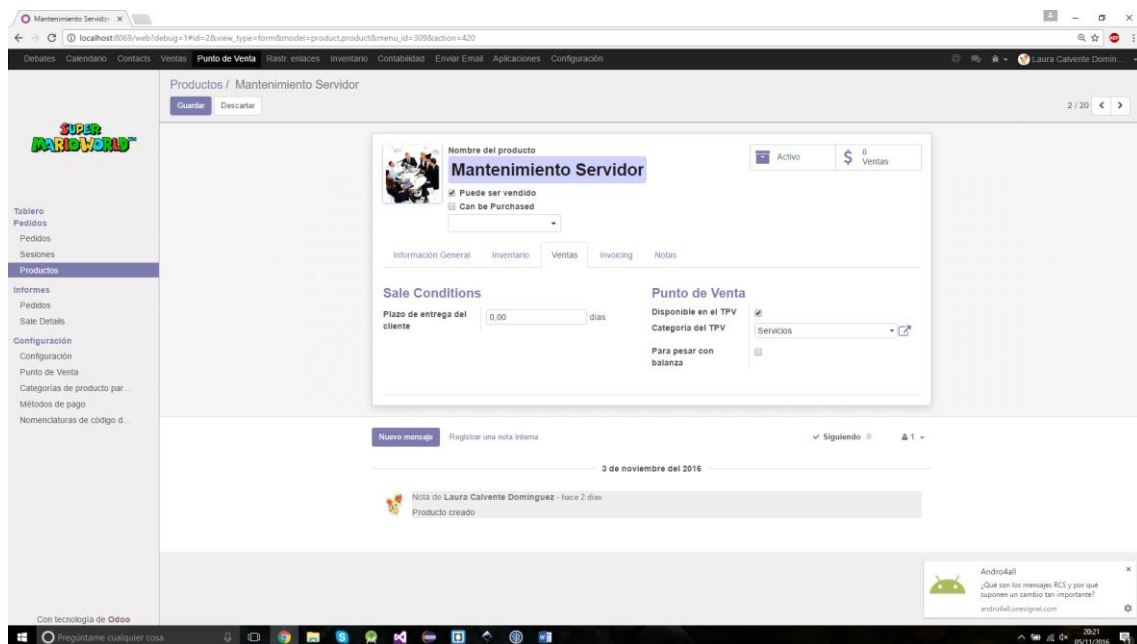 Mantenimiento Servidor
localhost:8069/web?debug=1#id=2&view_type=form&model=product.product&menu_id=309&action=420
Debates Calendario Contacts Ventas Punto de Venta Rastr. enlaces Inventario Contabilidad Enviar Email Aplicaciones Configuración
Laura Calvente Domín...
Productos / Mantenimiento Servidor
Guardar Descartar
2 / 20
SUPER
MARIO WORLD™
Tablero
Pedidos
Pedidos
Sesiones
Productos
Informes
Pedidos
Sale Details
Configuración
Configuración
Punto de Venta
Categorías de producto par...
Métodos de pago
Nomenclaturas de código d...
Con tecnología de Odoo
Nombre del producto
Mantenimiento Servidor
Puede ser vendido
Can be Purchased
Activo
0
Ventas
Información General Inventario Ventas Invoicing Notas
Sale Conditions
Plazo de entrega del cliente
0,00 días
Punto de Venta
Disponible en el TPV
Categoría del TPV
Servicios
Para pesar con balanza
Nuevo mensaje Registrar una nota interna
Siguiendo
1
3 de noviembre del 2016
Nota de Laura Calvente Domínguez - hace 2 días
Producto creado
Andro4all
¿Qué son los mensajes RCS y por qué
suponen un cambio tan importante?
andro4all.onesignal.com
Pregúntame cualquier cosa
20:21
05/11/2016